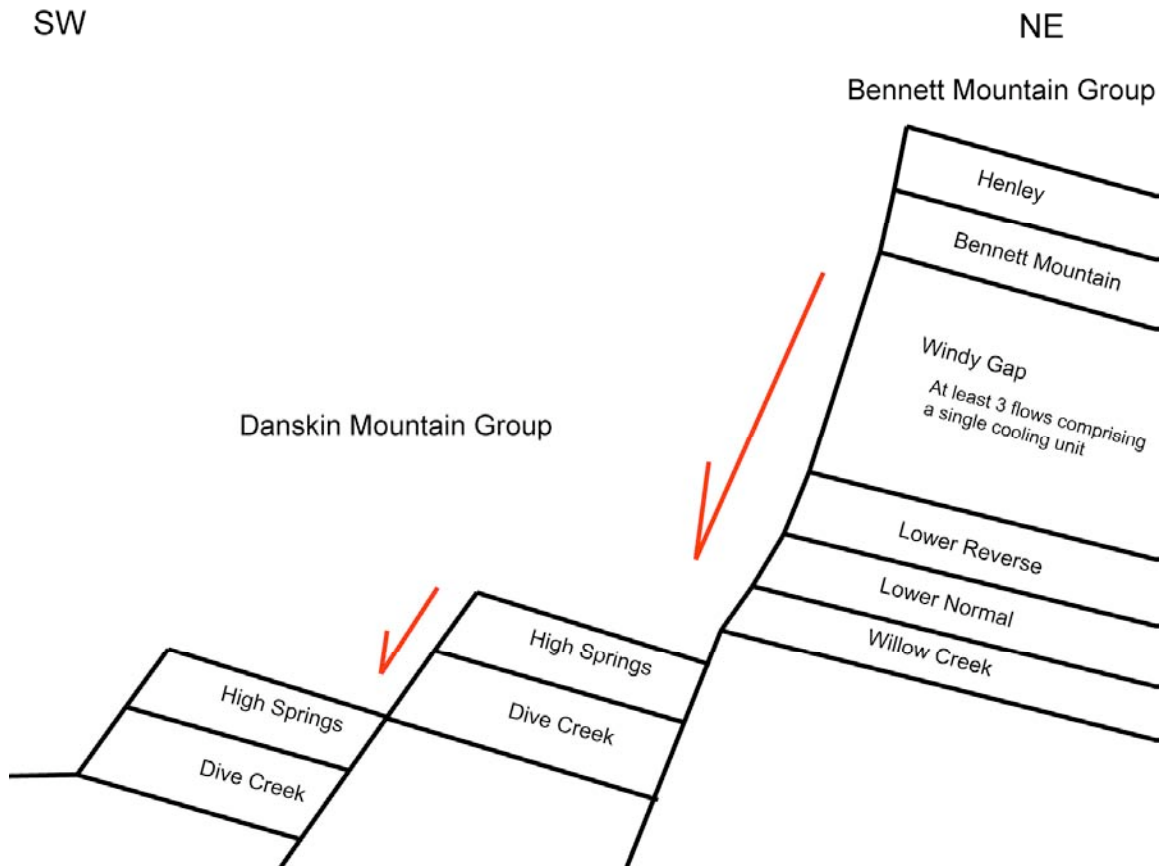 SW
NE
Bennett Mountain Group
Henley
Bennett Mountain
Windy Gap
At least 3 flows comprising
a single cooling unit
Danskin Mountain Group
Lower Reverse
Lower Normal
Willow Creek
High Springs
Dive Creek
High Springs
Dive Creek